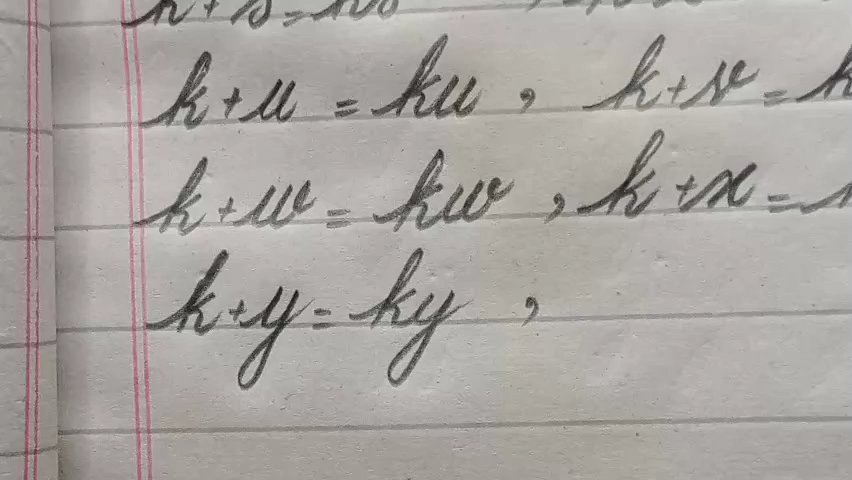 k+u = ku , k+v = k
k+w = kw , k+x =
k+y = ky ,